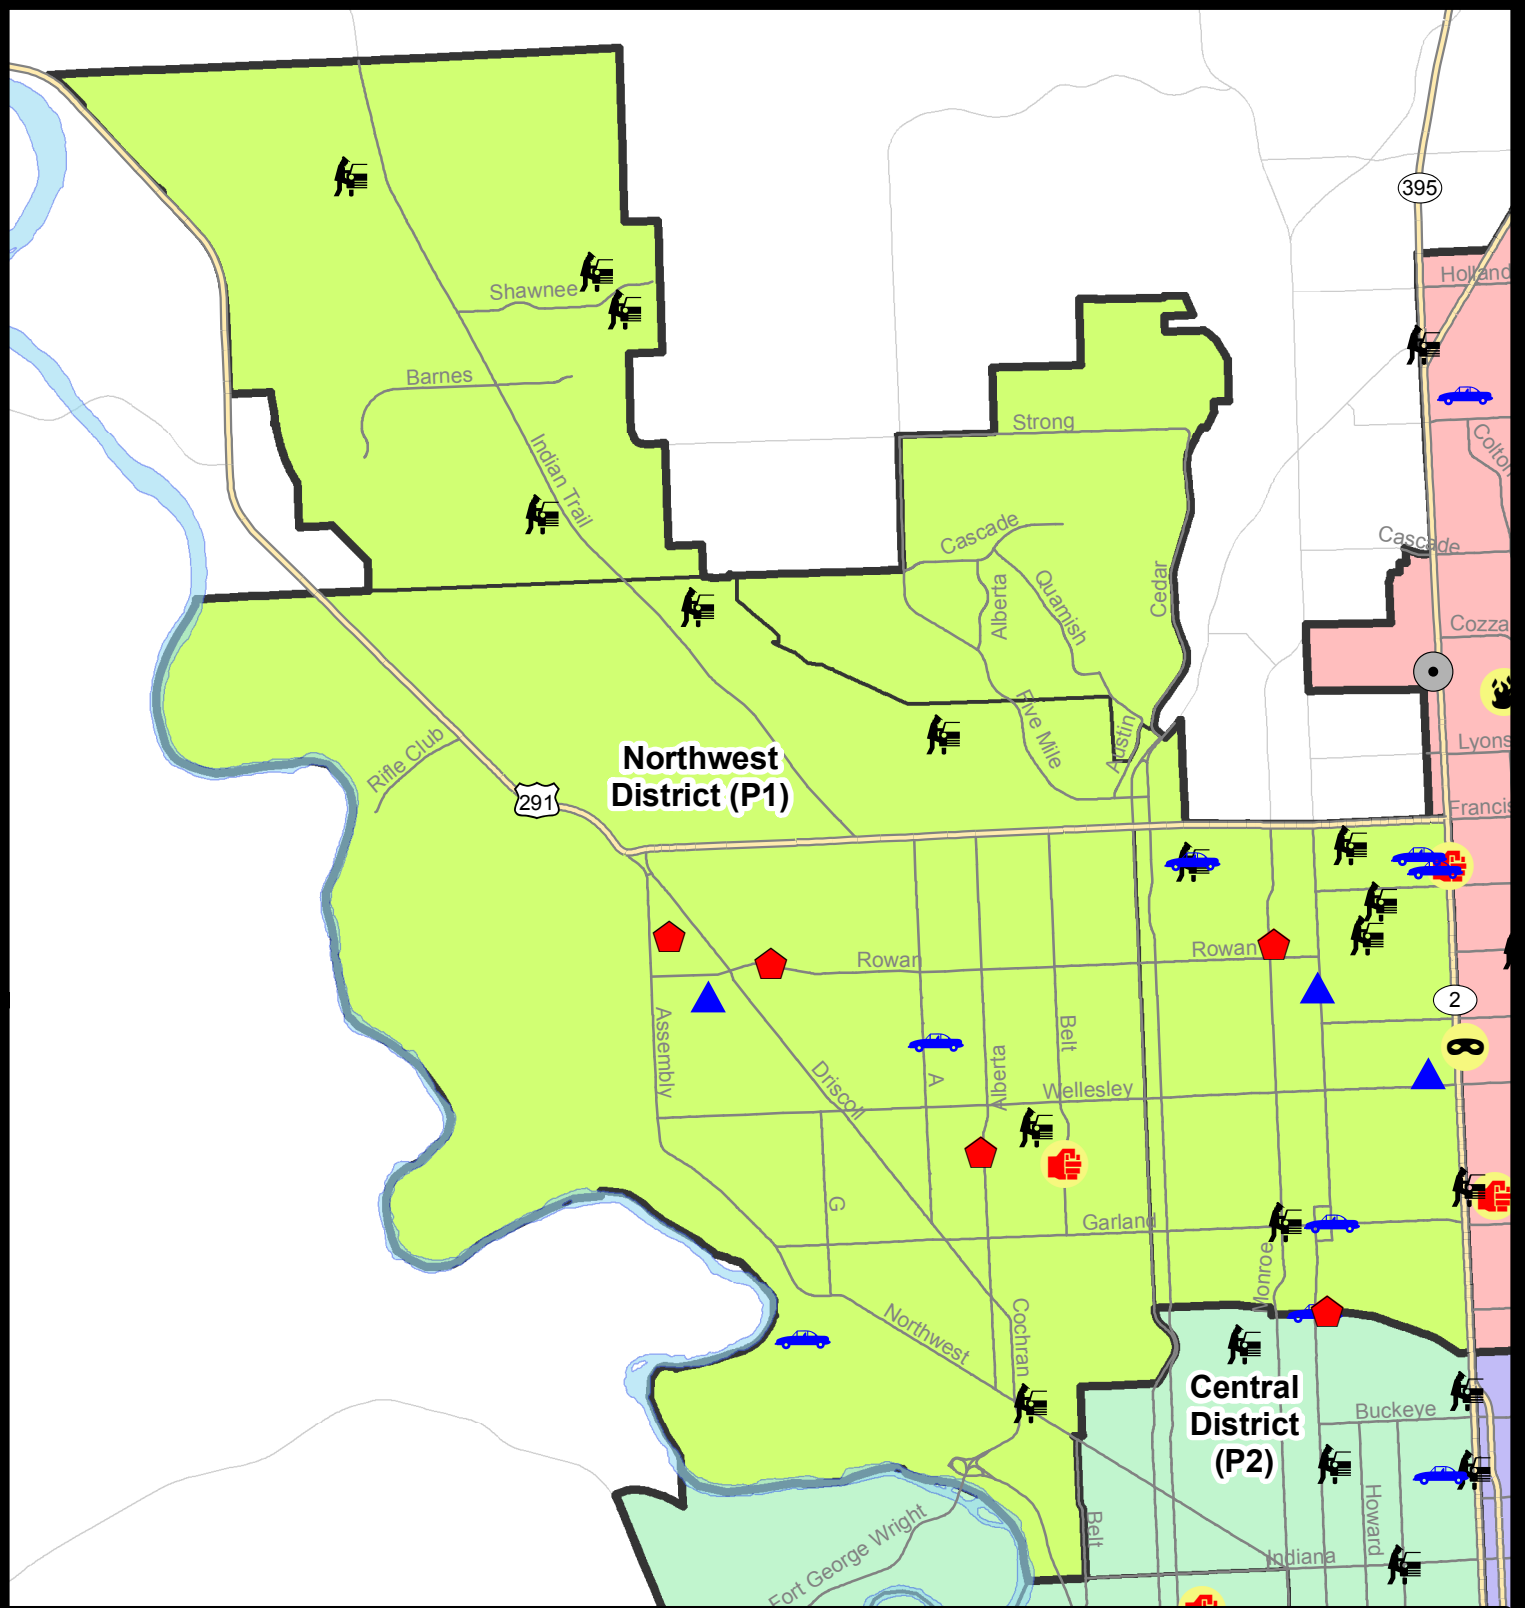 395
Holland
Shawnee
Barnes
Strong
Colton
Indian Trail
Cascade
Cascade
Alberta
Quamish
Cedar
Cozza
Five Mile
Austin
Lyons
Rifle Club
Northwest
District (P1)
291
Francis
Rowan
Rowan
2
Assembly
Belt
Driscoll
A
Alberta
Wellesley
G
Garland
Monroe
Northwest
Cochran
Central
District
(P2)
Buckeye
Howard
Belt
Fort George Wright
Indiana